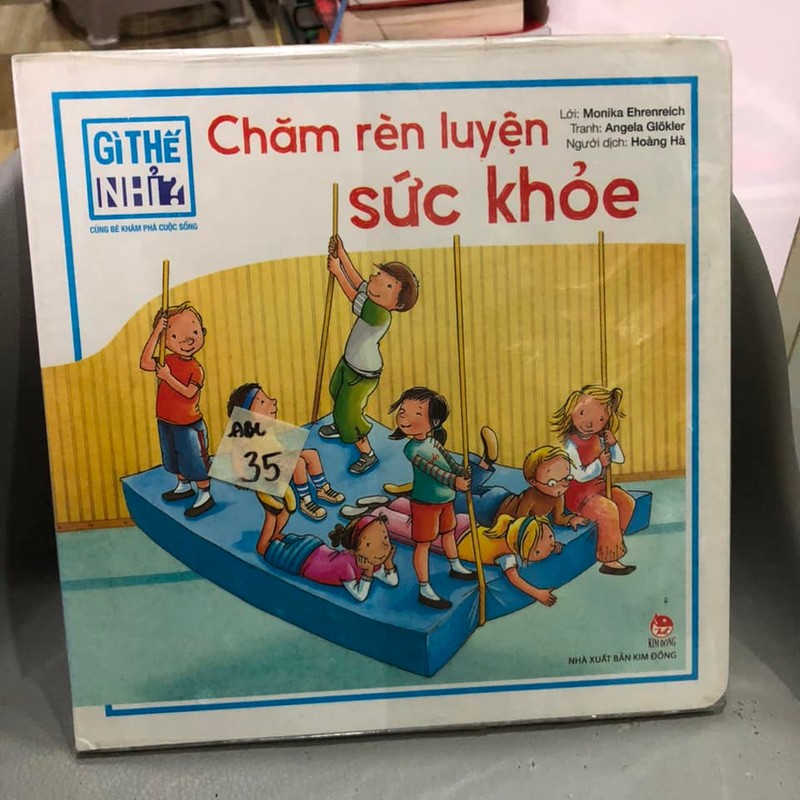 GÌ THẾ
NHỈ?
CÙNG BÉ KHÁM PHÁ CUỘC SỐNG
Chăm rèn luyện
sức khỏe
Lời: Monika Ehrenreich
Tranh: Angela Glökler
Người dịch: Hoàng Hà
ABC
35
KIM ĐỒNG
NHÀ XUẤT BẢN KIM ĐỒNG